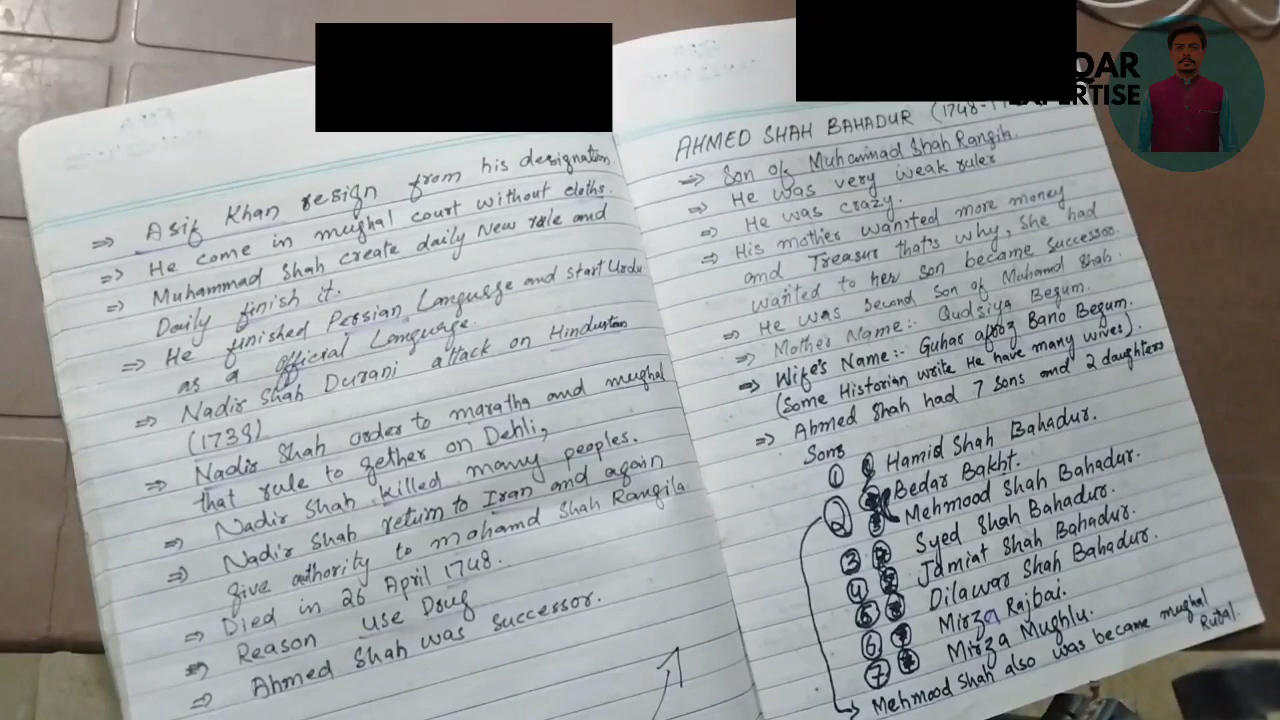 ⇒ Asif Khan resign from his designation
⇒ He come in mughal court without cloths.
⇒ Muhammad Shah create daily New rule and
Daily finish it.
⇒ He finished Persian Language and start Urdu
as a official Language.
⇒ Nadir Shah Durani attack on Hindustan
(1739)
⇒ Nadir Shah order to maratha and mughal
that rule to gether on Dehli,
⇒ Nadir Shah killed many peoples.
⇒ Nadir Shah return to Iran and again
give authority to mohamd Shah Rangila
⇒ Died in 26 April 1748.
⇒ Reason use Doug
⇒ Ahmed Shah was successor.
AHMED SHAH BAHADUR (1748-
⇒ Son of Muhammad Shah Rangila.
⇒ He was very weak ruler
⇒ He was crazy.
⇒ His mother wanted more money
and Treasur that's why, She had
wanted to her son became successor.
⇒ He was second son of Muhamd Shah.
⇒ Mother Name:- Qudsiya Begum.
⇒ Wife's Name:- Guhar afroz Bano Begum.
(Some Historian write He have many wives).
⇒ Ahmed Shah had 7 sons and 2 daughters
Sons
① Hamid Shah Bahadur.
② Bedar Bakht.
Mehmood Shah Bahadur.
③ Syed Shah Bahadur.
④ Jamiat Shah Bahadur.
⑤ Dilawar Shah Bahadur.
⑥ Mirza Rajbai.
⑦ Mirza Mughlu.
Mehmood Shah also was became mughal
Rural.
QAR
EXPERTISE